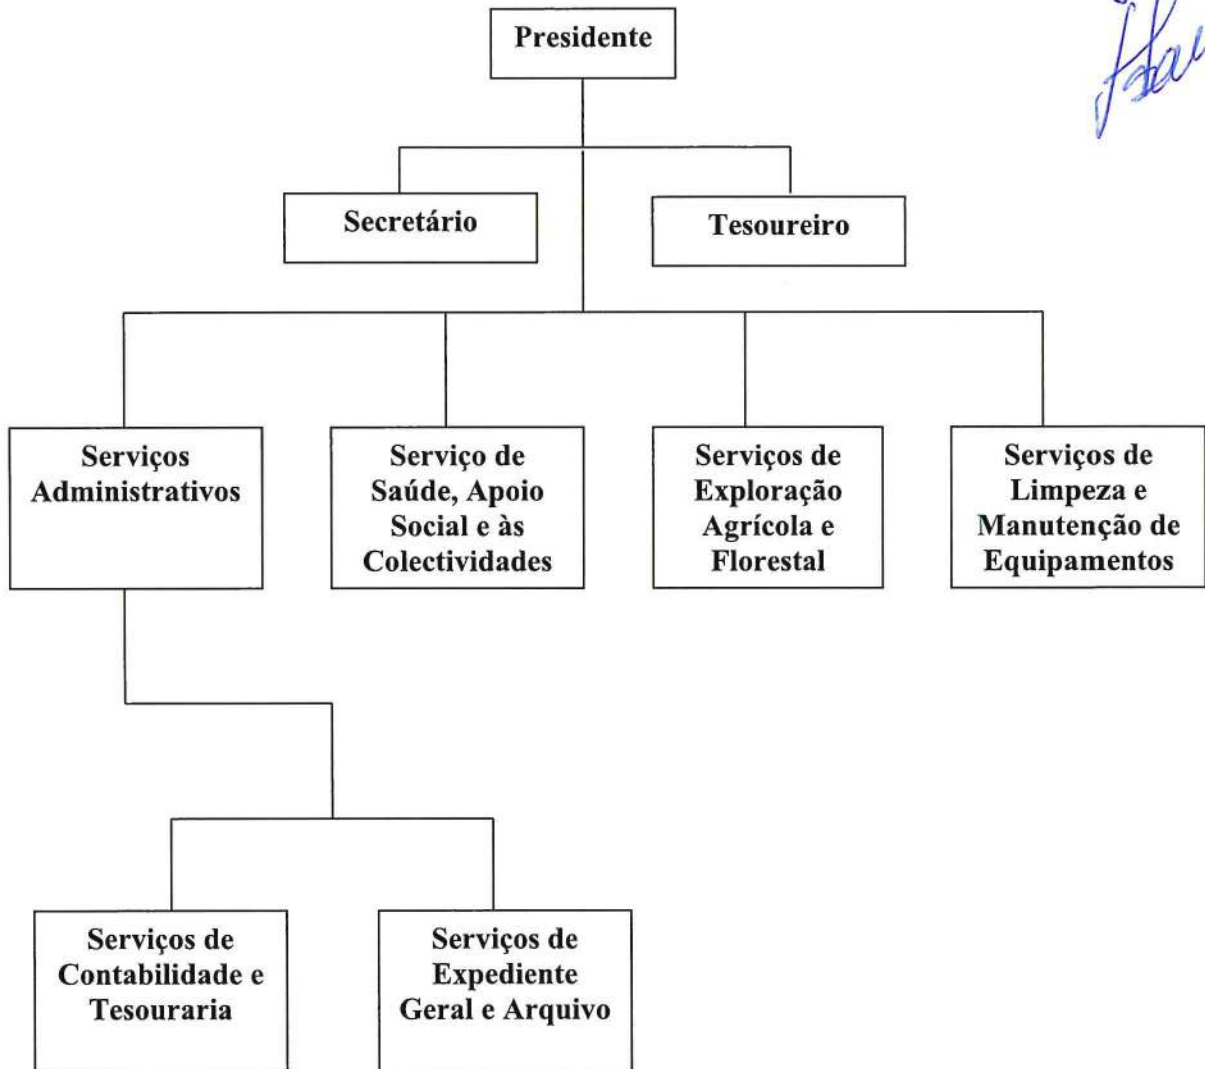 Presidente
Secretário
Tesoureiro
Serviços
Administrativos
Serviço de
Saúde, Apoio
Social e às
Colectividades
Serviços de
Exploração
Agrícola e
Florestal
Serviços de
Limpeza e
Manutenção de
Equipamentos
Serviços de
Contabilidade e
Tesouraria
Serviços de
Expediente
Geral e Arquivo